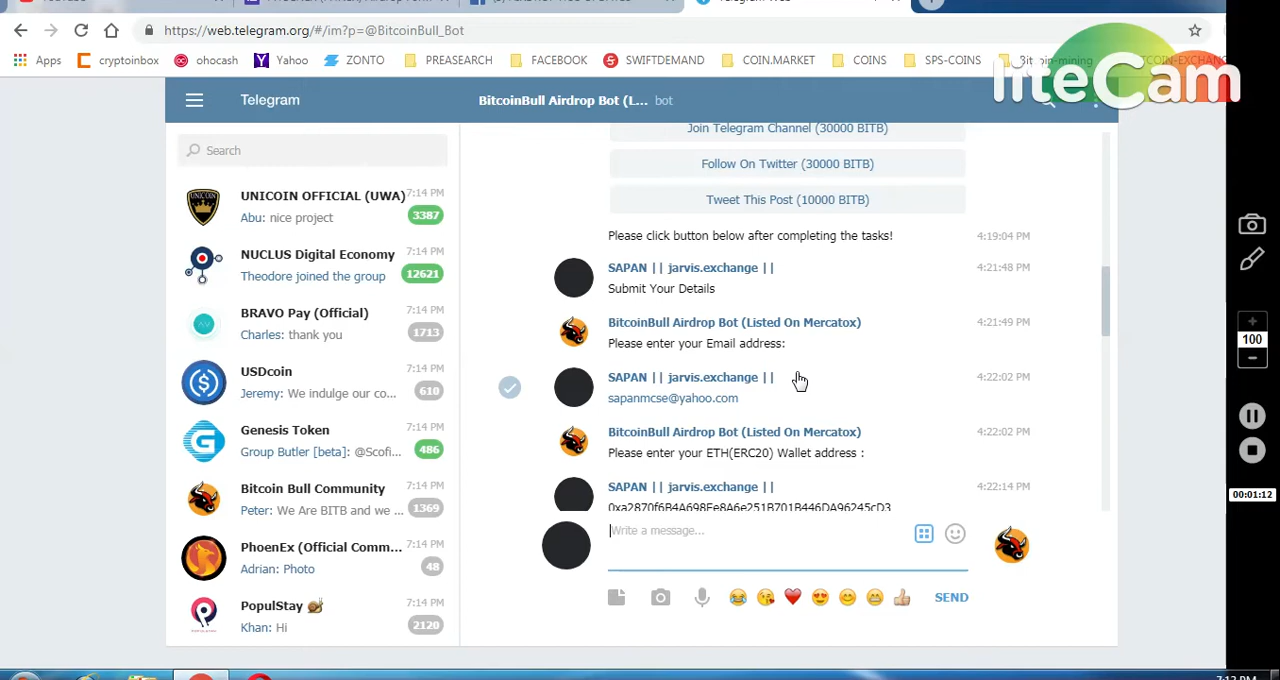 https://web.telegram.org/#/im?p=@BitcoinBull_Bot
Apps cryptoinbox ohocash Yahoo ZONTO PREASEARCH FACEBOOK SWIFTDEMAND COIN.MARKET COINS SPS-COINS
liteCam
Telegram
BitcoinBull Airdrop Bot (L... bot
Search
UNICOIN OFFICIAL (UWA) 7:14 PM
Abu: nice project 3387
NUCLUS Digital Economy 7:14 PM
Theodore joined the group 12621
BRAVO Pay (Official) 7:14 PM
Charles: thank you 1713
USDcoin 7:14 PM
Jeremy: We indulge our co... 610
Genesis Token 7:14 PM
Group Butler [beta]: @Scofi... 486
Bitcoin Bull Community 7:14 PM
Peter: We Are BITB and we ... 1369
PhoenEx (Official Comm... 7:14 PM
Adrian: Photo 48
PopulStay 🐌 7:14 PM
Khan: Hi 2120
Join Telegram Channel (30000 BITB)
Follow On Twitter (30000 BITB)
Tweet This Post (10000 BITB)
Please click button below after completing the tasks! 4:19:04 PM
SAPAN || jarvis.exchange || 4:21:48 PM
Submit Your Details
BitcoinBull Airdrop Bot (Listed On Mercatox) 4:21:49 PM
Please enter your Email address:
SAPAN || jarvis.exchange || 4:22:02 PM
sapanmcse@yahoo.com
BitcoinBull Airdrop Bot (Listed On Mercatox) 4:22:02 PM
Please enter your ETH(ERC20) Wallet address :
SAPAN || jarvis.exchange || 4:22:14 PM
0xa2870f6B4A698Fe8A6e251B701B446DA96245cD3
Write a message...
SEND
100
00:01:12